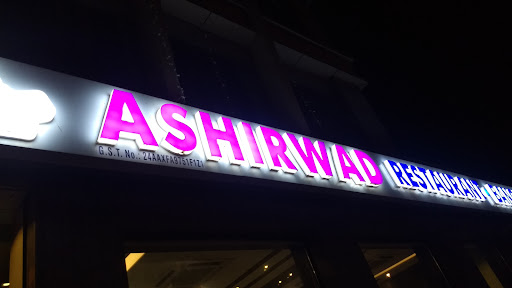 ASHIRWAD RESTAURANT
G.S.T. No.: